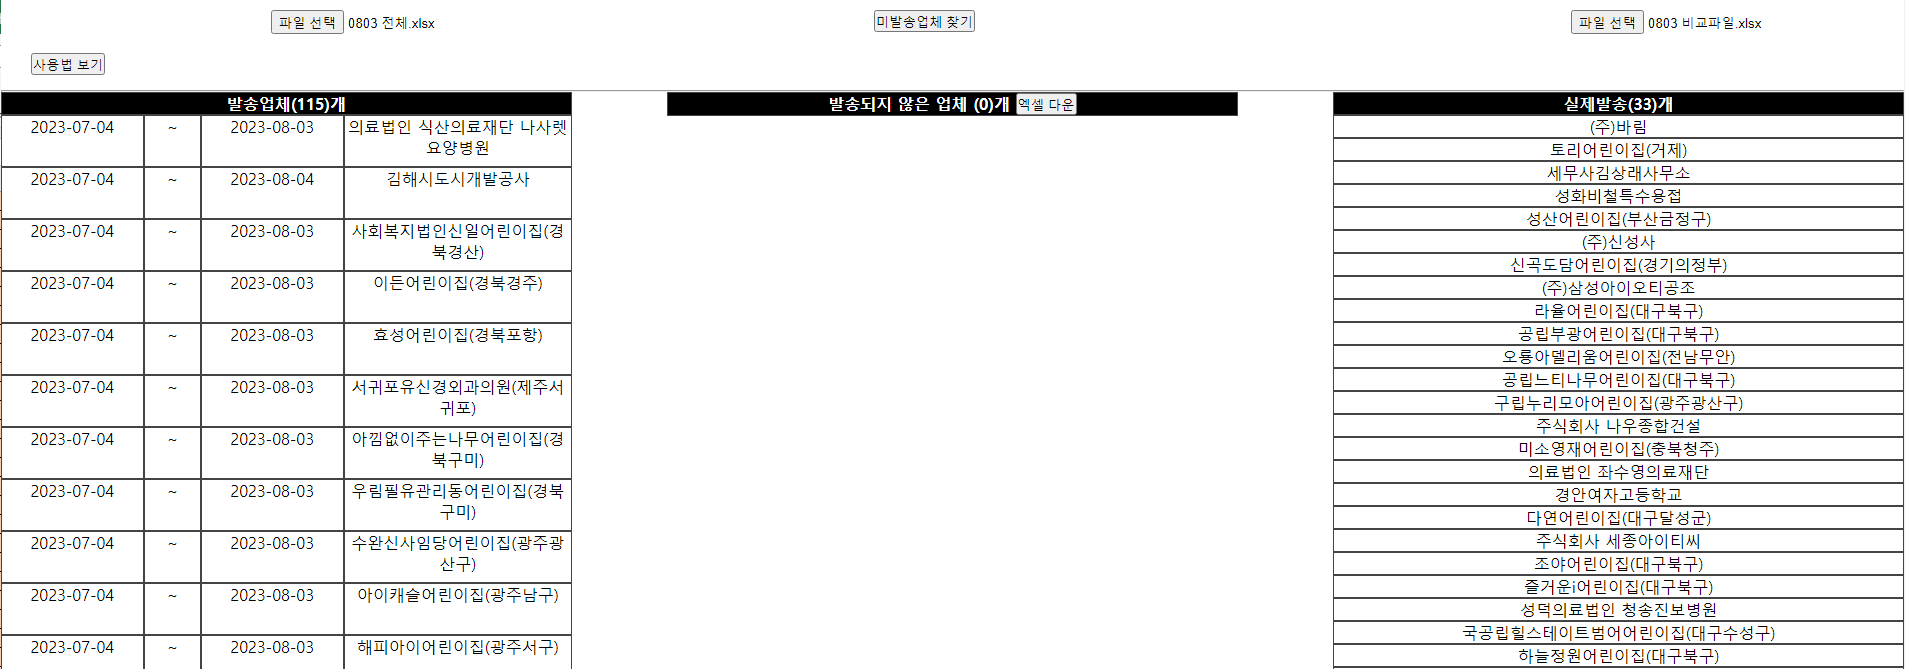 파일 선택 0803 전체.xlsx
미발송업체 찾기
파일 선택 0803 비교파일.xlsx
사용법 보기
발송업체(115)개
2023-07-04 ~ 2023-08-03 의료법인 식산의료재단 나사렛
요양병원
2023-07-04 ~ 2023-08-04 김해시도시개발공사
2023-07-04 ~ 2023-08-03 사회복지법인신일어린이집(경
북경산)
2023-07-04 ~ 2023-08-03 이든어린이집(경북경주)
2023-07-04 ~ 2023-08-03 효성어린이집(경북포항)
2023-07-04 ~ 2023-08-03 서귀포유신경외과의원(제주서
귀포)
2023-07-04 ~ 2023-08-03 아낌없이주는나무어린이집(경
북구미)
2023-07-04 ~ 2023-08-03 우림필유관리동어린이집(경북
구미)
2023-07-04 ~ 2023-08-03 수완신사임당어린이집(광주광
산구)
2023-07-04 ~ 2023-08-03 아이캐슬어린이집(광주남구)
2023-07-04 ~ 2023-08-03 해피아이어린이집(광주서구)
발송되지 않은 업체 (0)개 엑셀 다운
실제발송(33)개
(주)바림
토리어린이집(거제)
세무사김상래사무소
성화비철특수용접
성산어린이집(부산금정구)
(주)신성사
신곡도담어린이집(경기의정부)
(주)삼성아이오티공조
라율어린이집(대구북구)
공립부광어린이집(대구북구)
오룡아델리움어린이집(전남무안)
공립느티나무어린이집(대구북구)
구립누리모아어린이집(광주광산구)
주식회사 나우종합건설
미소영재어린이집(충북청주)
의료법인 좌수영의료재단
경안여자고등학교
다연어린이집(대구달성군)
주식회사 세종아이티씨
조야어린이집(대구북구)
즐거운i어린이집(대구북구)
성덕의료법인 청송진보병원
국공립힐스테이트범어어린이집(대구수성구)
하늘정원어린이집(대구북구)